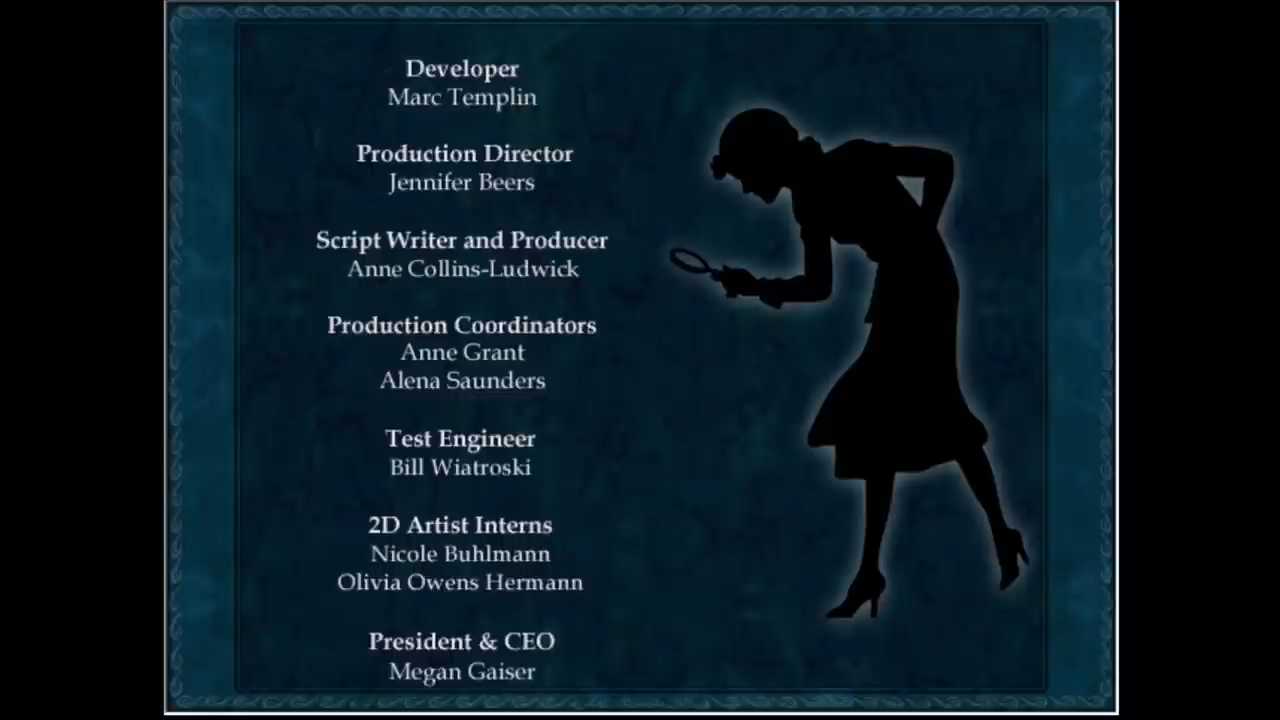 Developer
Marc Templin
Production Director
Jennifer Beers
Script Writer and Producer
Anne Collins-Ludwick
Production Coordinators
Anne Grant
Alena Saunders
Test Engineer
Bill Wiatroski
2D Artist Interns
Nicole Buhlmann
Olivia Owens Hermann
President & CEO
Megan Gaiser